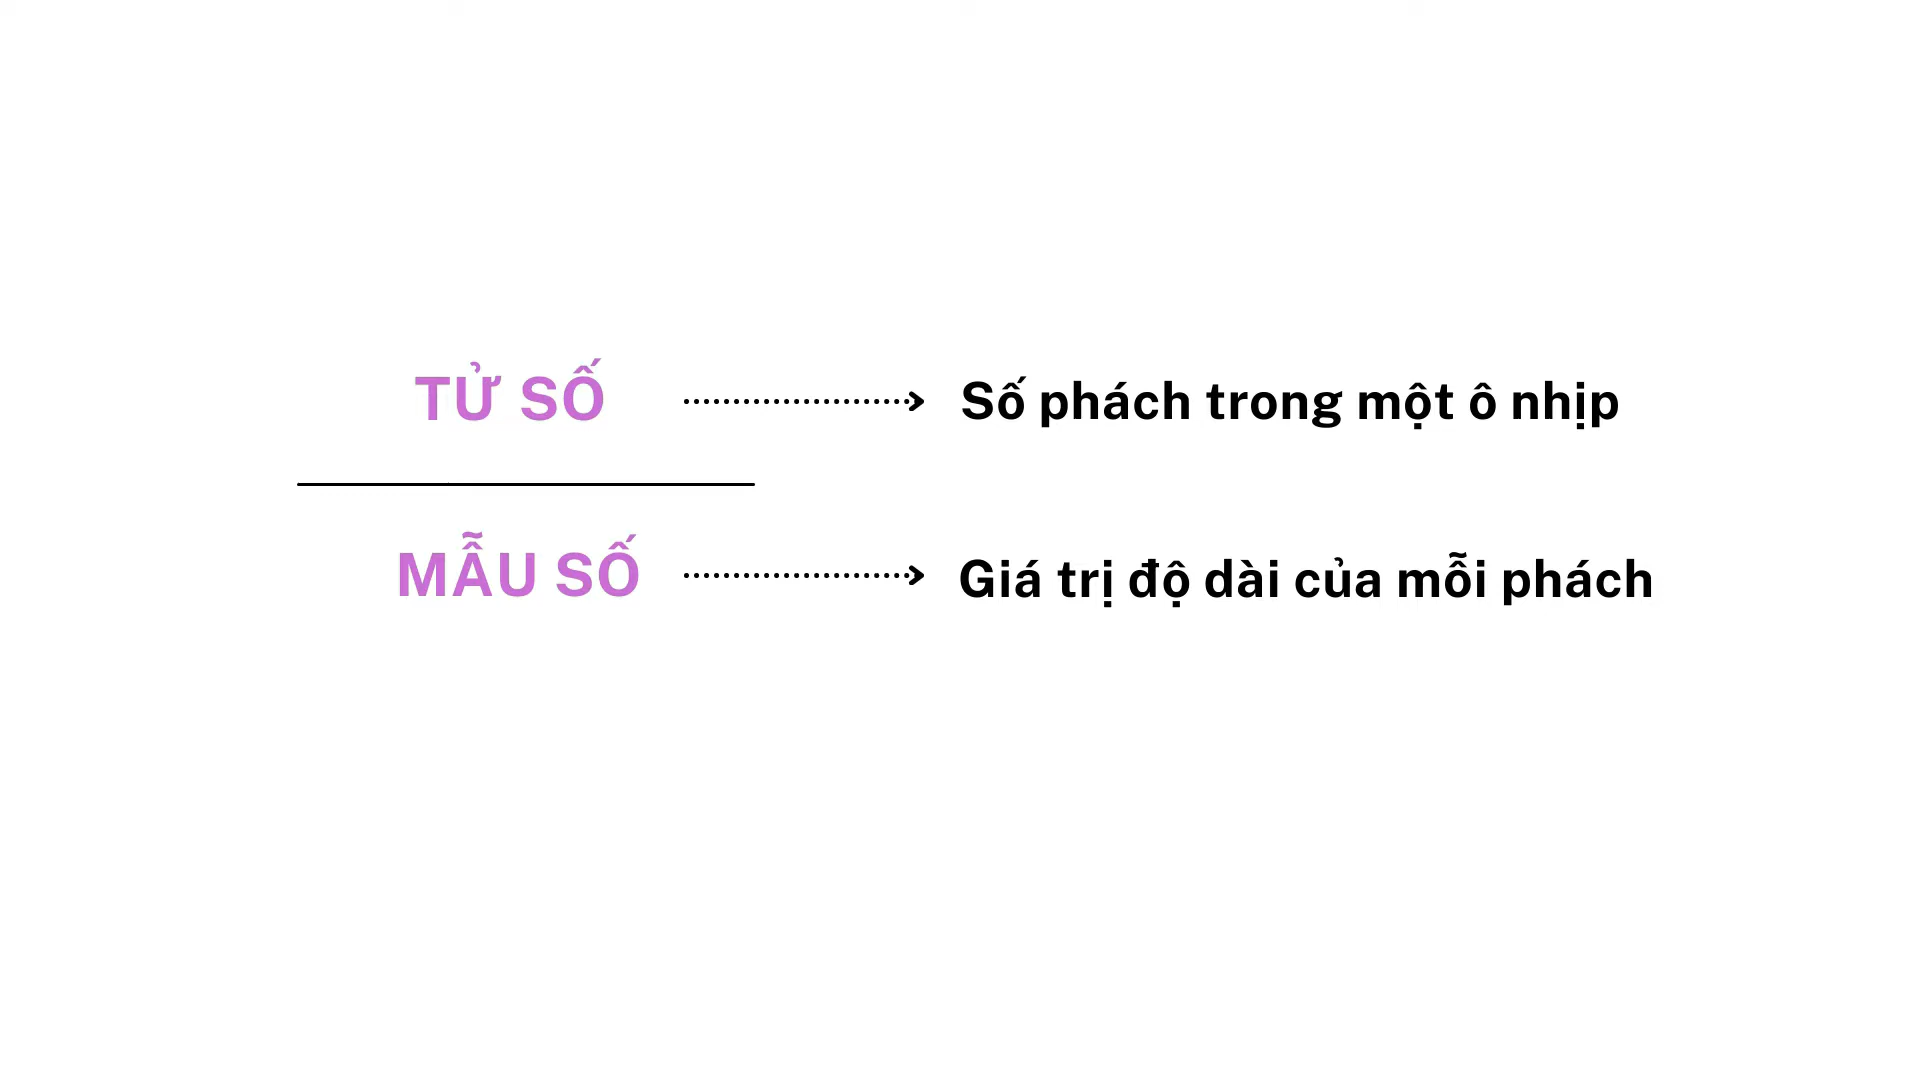 TỬ SỐ
Số phách trong một ô nhịp
MẪU SỐ
Giá trị độ dài của mỗi phách